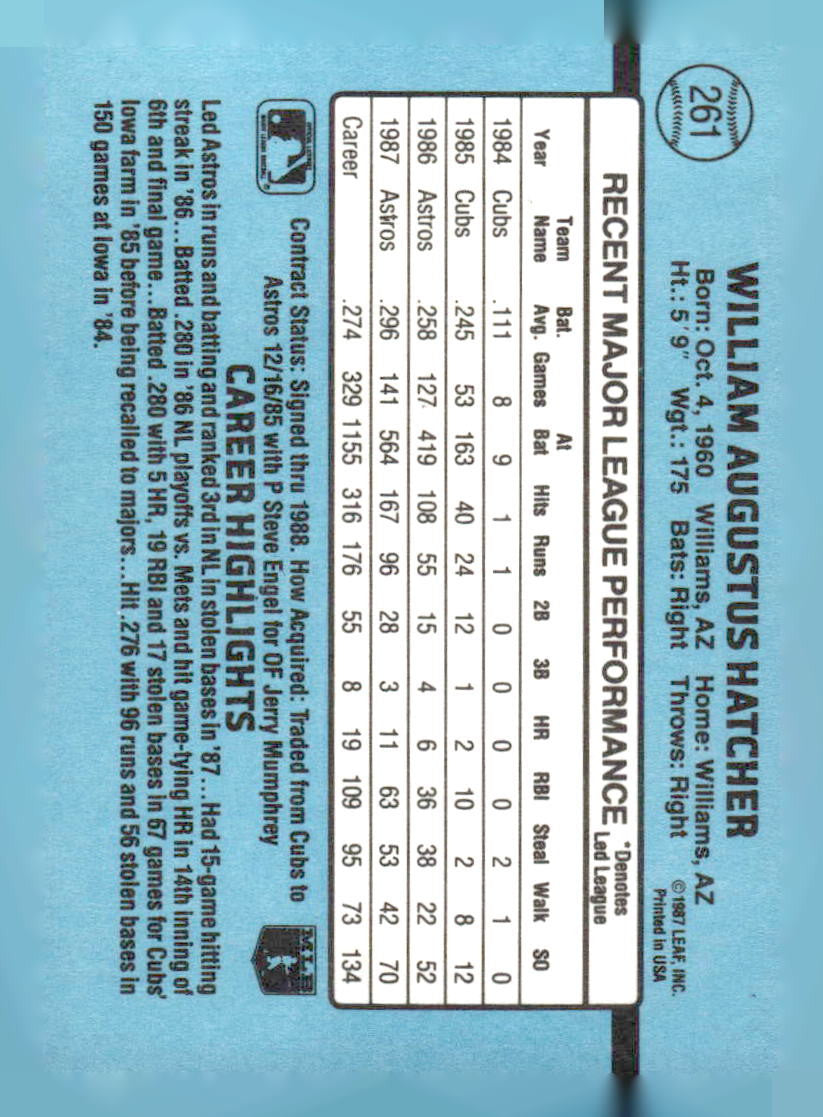 261
WILLIAM AUGUSTUS HATCHER
Born: Oct. 4, 1960 Williams, AZ Home: Williams, AZ
Ht.: 5' 9" Wgt.: 175 Bats: Right Throws: Right
©1987 LEAF, INC.
Printed in USA
RECENT MAJOR LEAGUE PERFORMANCE *Denotes Led League
Year Team Name Bat. Avg. Games At Bat Hits Runs 2B 3B HR RBI Steal Walk SO
1984 Cubs .111 8 9 1 1 0 0 0 0 2 1 0
1985 Cubs .245 53 163 40 24 12 1 2 10 2 8 12
1986 Astros .258 127 419 108 55 15 4 6 36 38 22 52
1987 Astros .296 141 564 167 96 28 3 11 63 53 42 70
Career .274 329 1155 316 176 55 8 19 109 95 73 134
Contract Status: Signed thru 1988. How Acquired: Traded from Cubs to
Astros 12/16/85 with P Steve Engel for OF Jerry Mumphrey
MLB
CAREER HIGHLIGHTS
Led Astros in runs and batting and ranked 3rd in NL in stolen bases in '87...Had 15-game hitting
streak in '86...Batted .280 in '86 NL playoffs vs. Mets and hit game-tying HR in 14th inning of
6th and final game...Batted .280 with 5 HR, 19 RBI and 17 stolen bases in 67 games for Cubs'
Iowa farm in '85 before being recalled to majors...Hit .276 with 96 runs and 56 stolen bases in
150 games at Iowa in '84.